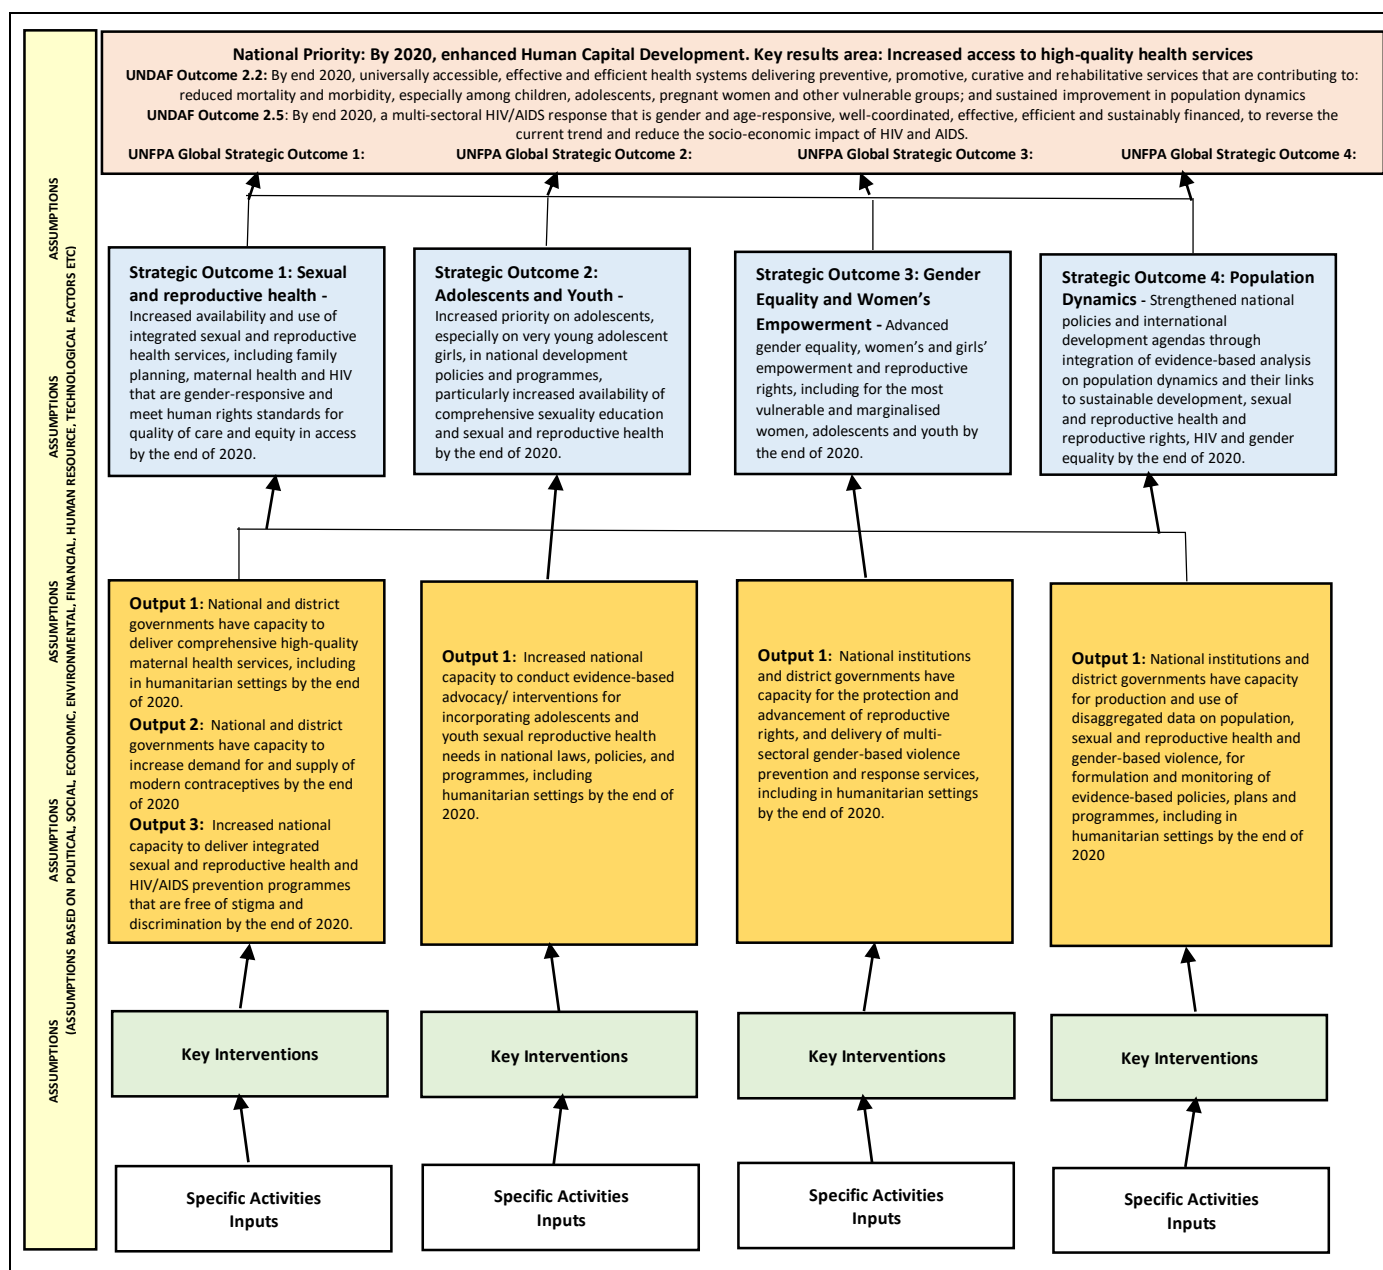 National Priority: By 2020, enhanced Human Capital Development. Key results area: Increased access to high-quality health services
UNDAF Outcome 2.2: By end 2020, universally accessible, effective and efficient health systems delivering preventive, promotive, curative and rehabilitative services that are contributing to:
reduced mortality and morbidity, especially among children, adolescents, pregnant women and other vulnerable groups; and sustained improvement in population dynamics
UNDAF Outcome 2.5: By end 2020, a multi-sectoral HIV/AIDS response that is gender and age-responsive, well-coordinated, effective, efficient and sustainably financed, to reverse the
current trend and reduce the socio-economic impact of HIV and AIDS.
UNFPA Global Strategic Outcome 1:
UNFPA Global Strategic Outcome 2:
UNFPA Global Strategic Outcome 3:
UNFPA Global Strategic Outcome 4:
ASSUMPTIONS
ASSUMPTIONS
ASSUMPTIONS
ASSUMPTIONS
ASSUMPTIONS
(ASSUMPTIONS BASED ON POLITICAL, SOCIAL, ECONOMIC, ENVIRONMENTAL, FINANCIAL, HUMAN RESOURCE, TECHNOLOGICAL FACTORS ETC)
Strategic Outcome 1: Sexual
and reproductive health -
Increased availability and use of
integrated sexual and reproductive
health services, including family
planning, maternal health and HIV
that are gender-responsive and
meet human rights standards for
quality of care and equity in access
by the end of 2020.
Strategic Outcome 2:
Adolescents and Youth -
Increased priority on adolescents,
especially on very young adolescent
girls, in national development
policies and programmes,
particularly increased availability of
comprehensive sexuality education
and sexual and reproductive health
by the end of 2020.
Strategic Outcome 3: Gender
Equality and Women's
Empowerment - Advanced
gender equality, women's and girls'
empowerment and reproductive
rights, including for the most
vulnerable and marginalised
women, adolescents and youth by
the end of 2020.
Strategic Outcome 4: Population
Dynamics - Strengthened national
policies and international
development agendas through
integration of evidence-based analysis
on population dynamics and their links
to sustainable development, sexual
and reproductive health and
reproductive rights, HIV and gender
equality by the end of 2020.
Output 1: National and district
governments have capacity to
deliver comprehensive high-quality
maternal health services, including
in humanitarian settings by the end
of 2020.
Output 2: National and district
governments have capacity to
increase demand for and supply of
modern contraceptives by the end
of 2020
Output 3: Increased national
capacity to deliver integrated
sexual and reproductive health and
HIV/AIDS prevention programmes
that are free of stigma and
discrimination by the end of 2020.
Output 1: Increased national
capacity to conduct evidence-based
advocacy/ interventions for
incorporating adolescents and
youth sexual reproductive health
needs in national laws, policies, and
programmes, including
humanitarian settings by the end of
2020.
Output 1: National institutions
and district governments have
capacity for the protection and
advancement of reproductive
rights, and delivery of multi-
sectoral gender-based violence
prevention and response services,
including in humanitarian settings
by the end of 2020.
Output 1: National institutions and
district governments have capacity
for production and use of
disaggregated data on population,
sexual and reproductive health and
gender-based violence, for
formulation and monitoring of
evidence-based policies, plans and
programmes, including in
humanitarian settings by the end of
2020
Key Interventions
Key Interventions
Key Interventions
Key Interventions
Specific Activities
Inputs
Specific Activities
Inputs
Specific Activities
Inputs
Specific Activities
Inputs